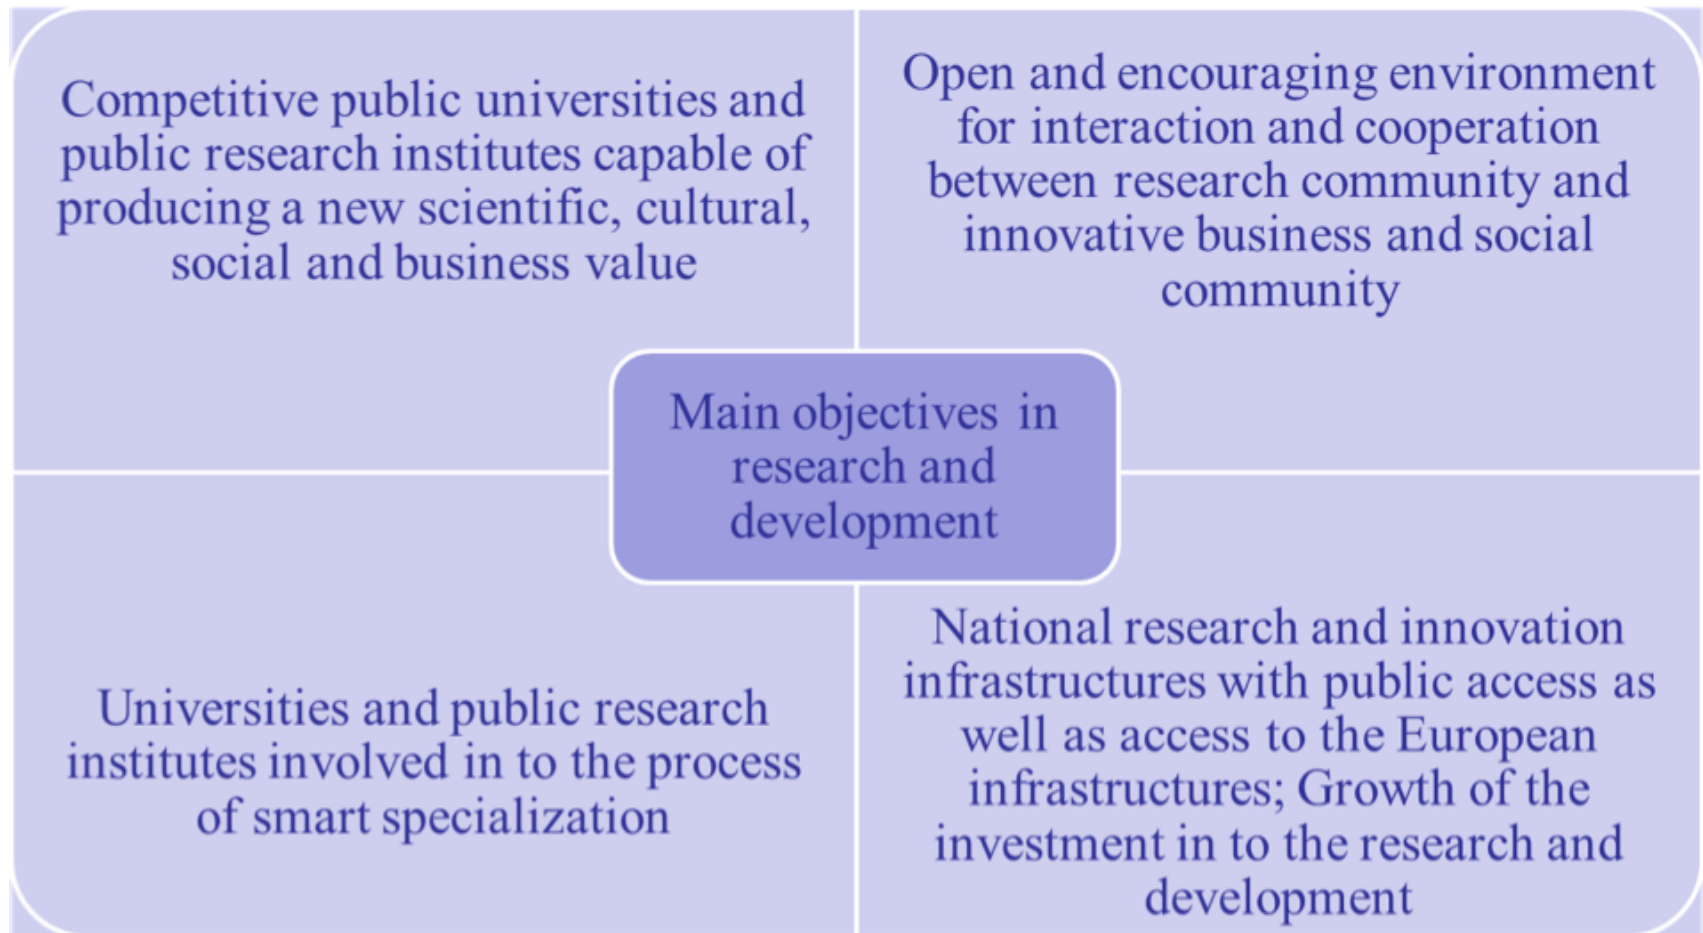 Competitive public universities and
public research institutes capable of
producing a new scientific, cultural,
social and business value
Open and encouraging environment
for interaction and cooperation
between research community and
innovative business and social
community
Main objectives in
research and
development
Universities and public research
institutes involved in to the process
of smart specialization
National research and innovation
infrastructures with public access as
well as access to the European
infrastructures; Growth of the
investment in to the research and
development